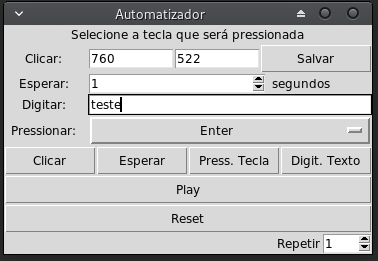 Automatizador
Selecione a tecla que será pressionada
Clicar: 760 522 Salvar
Esperar: 1 segundos
Digitar: teste
Pressionar: Enter
Clicar Esperar Press. Tecla Digit. Texto
Play
Reset
Repetir 1